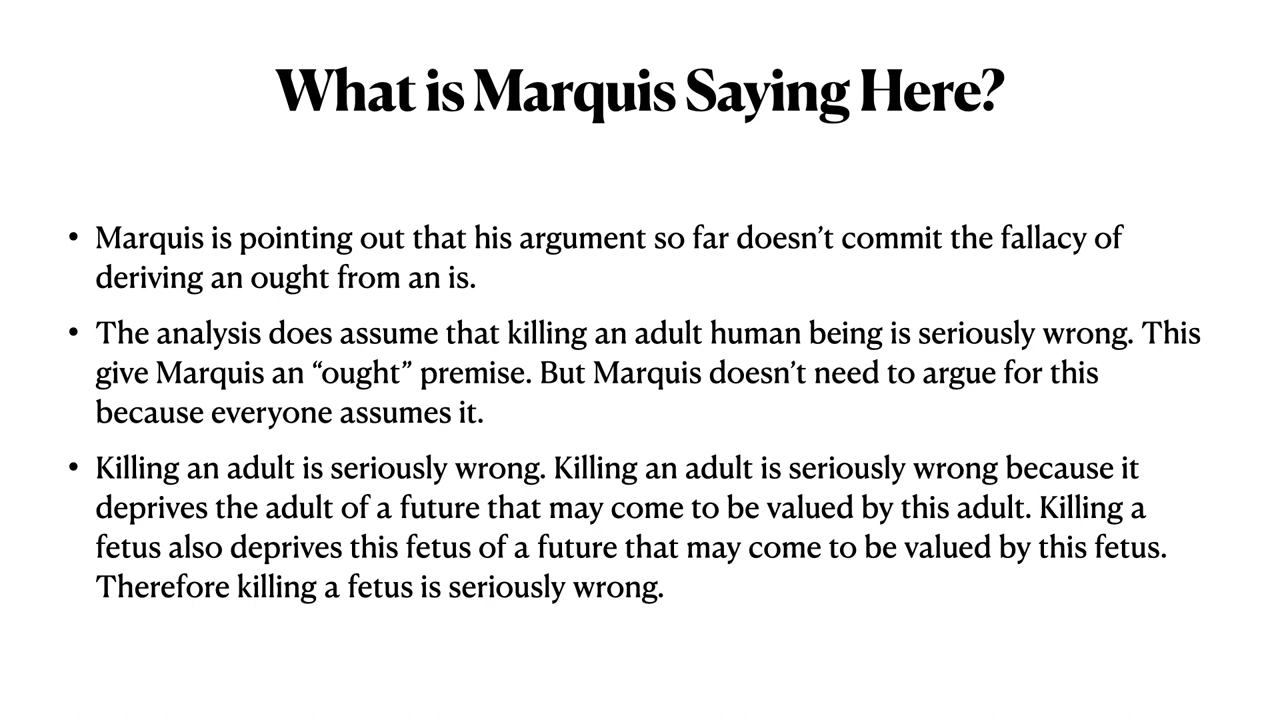 What is Marquis Saying Here?
• Marquis is pointing out that his argument so far doesn’t commit the fallacy of
deriving an ought from an is.
• The analysis does assume that killing an adult human being is seriously wrong. This
give Marquis an “ought” premise. But Marquis doesn’t need to argue for this
because everyone assumes it.
• Killing an adult is seriously wrong. Killing an adult is seriously wrong because it
deprives the adult of a future that may come to be valued by this adult. Killing a
fetus also deprives this fetus of a future that may come to be valued by this fetus.
Therefore killing a fetus is seriously wrong.